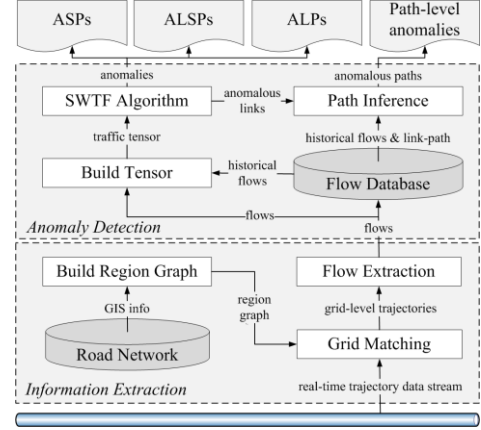 ASPs
ALSPs
ALPs
Path-level
anomalies
anomalies
anomalous paths
SWTF Algorithm
anomalous
links
Path Inference
traffic tensor
historical flows & link-path
Build Tensor
historical
flows
Flow Database
flows
Anomaly Detection
flows
Build Region Graph
Flow Extraction
GIS info
region
graph
grid-level trajectories
Road Network
Grid Matching
Information Extraction
real-time trajectory data stream